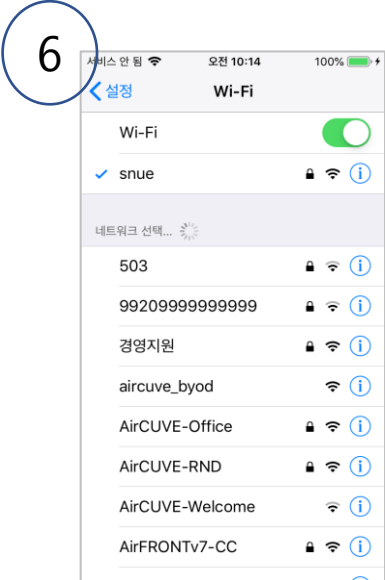 6
서비스 안 됨 오전 10:14 100%
설정 Wi-Fi
Wi-Fi
snue
네트워크 선택...
503
99209999999999
경영지원
aircuve_byod
AirCUVE-Office
AirCUVE-RND
AirCUVE-Welcome
AirFRONTv7-CC